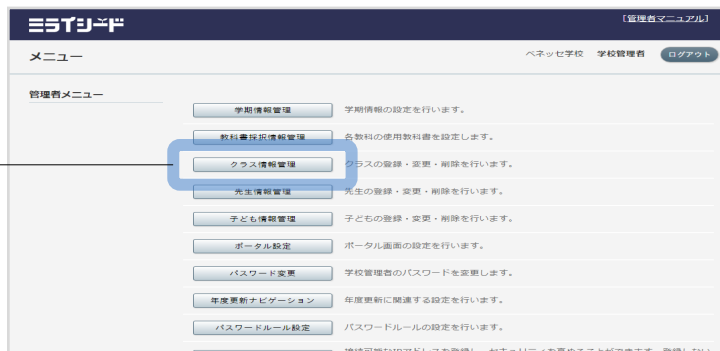 ミライシード
[管理者マニュアル]
メニュー
ベネッセ学校 学校管理者 ログアウト
管理者メニュー
学期情報管理 学期情報の設定を行います。
教科書採択情報管理 各教科の使用教科書を設定します。
クラス情報管理 クラスの登録・変更・削除を行います。
先生情報管理 先生の登録・変更・削除を行います。
子ども情報管理 子どもの登録・変更・削除を行います。
ポータル設定 ポータル画面の設定を行います。
パスワード変更 学校管理者のパスワードを変更します。
年度更新ナビゲーション 年度更新に関連する設定を行います。
パスワードルール設定 パスワードルールの設定を行います。